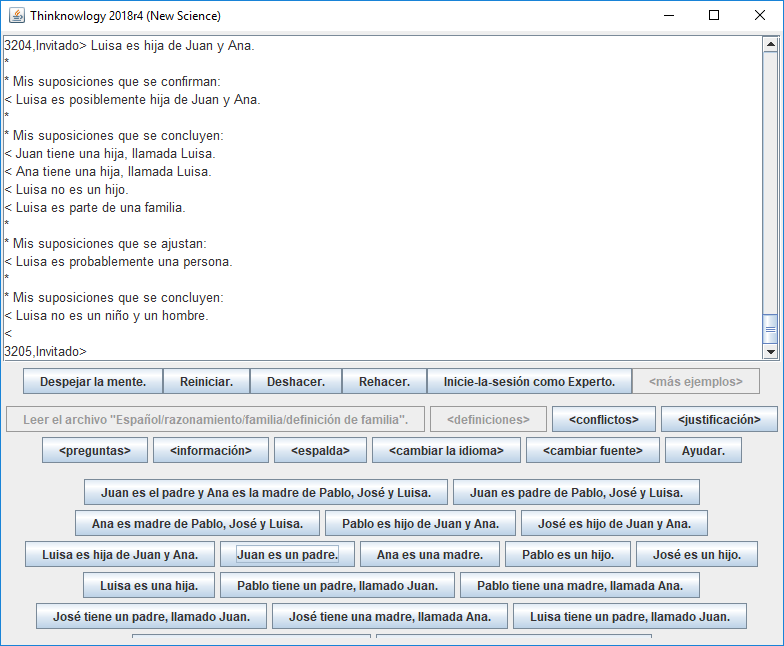 Thinknowlogy 2018r4 (New Science)
3204,Invitado> Luisa es hija de Juan y Ana.
*
* Mis suposiciones que se confirman:
< Luisa es posiblemente hija de Juan y Ana.
*
* Mis suposiciones que se concluyen:
< Juan tiene una hija, llamada Luisa.
< Ana tiene una hija, llamada Luisa.
< Luisa no es un hijo.
< Luisa es parte de una familia.
*
* Mis suposiciones que se ajustan:
< Luisa es probablemente una persona.
*
* Mis suposiciones que se concluyen:
< Luisa no es un niño y un hombre.
<
3205,Invitado>
Despejar la mente. Reiniciar. Deshacer. Rehacer. Inicie-la-sesión como Experto. <más ejemplos>
Leer el archivo "Español/razonamiento/familia/definición de familia". <definiciones> <conflictos> <justificación>
<preguntas> <información> <espalda> <cambiar la idioma> <cambiar fuente> Ayudar.
Juan es el padre y Ana es la madre de Pablo, José y Luisa. Juan es padre de Pablo, José y Luisa.
Ana es madre de Pablo, José y Luisa. Pablo es hijo de Juan y Ana. José es hijo de Juan y Ana.
Luisa es hija de Juan y Ana. Juan es un padre. Ana es una madre. Pablo es un hijo. José es un hijo.
Luisa es una hija. Pablo tiene un padre, llamado Juan. Pablo tiene una madre, llamada Ana.
José tiene un padre, llamado Juan. José tiene una madre, llamada Ana. Luisa tiene un padre, llamado Juan.